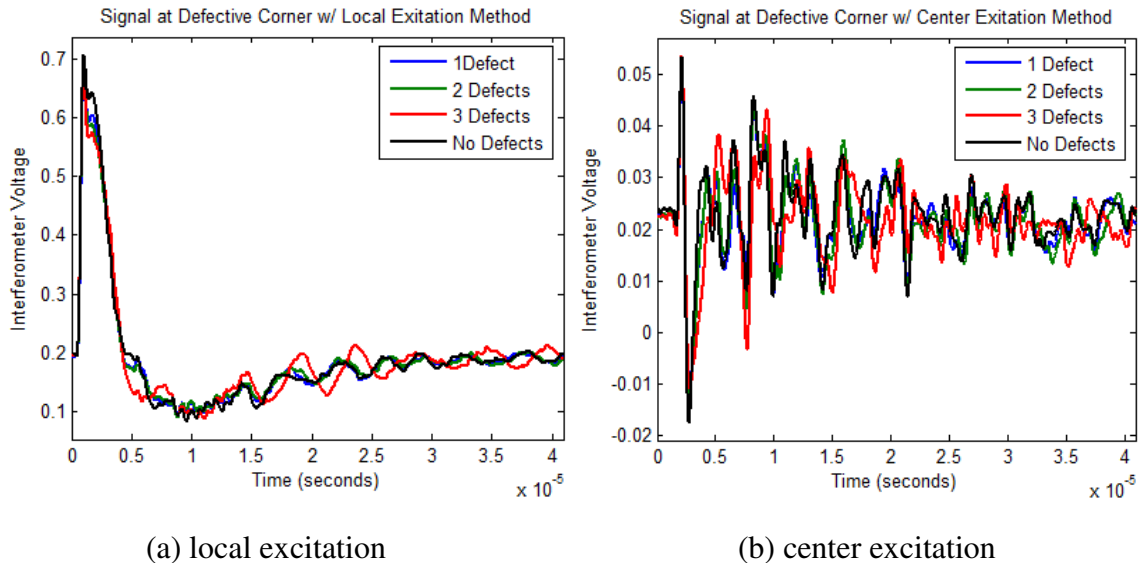 Signal at Defective Corner w/ Local Exitation Method
Interferometer Voltage
0.7
0.6
0.5
0.4
0.3
0.2
0.1
1Defect
2 Defects
3 Defects
No Defects
0 0.5 1 1.5 2 2.5 3 3.5 4
Time (seconds)
x 10-5
(a) local excitation
Signal at Defective Corner w/ Center Exitation Method
Interferometer Voltage
0.05
0.04
0.03
0.02
0.01
0
-0.01
-0.02
1 Defect
2 Defects
3 Defects
No Defects
0 0.5 1 1.5 2 2.5 3 3.5 4
Time (seconds)
x 10-5
(b) center excitation